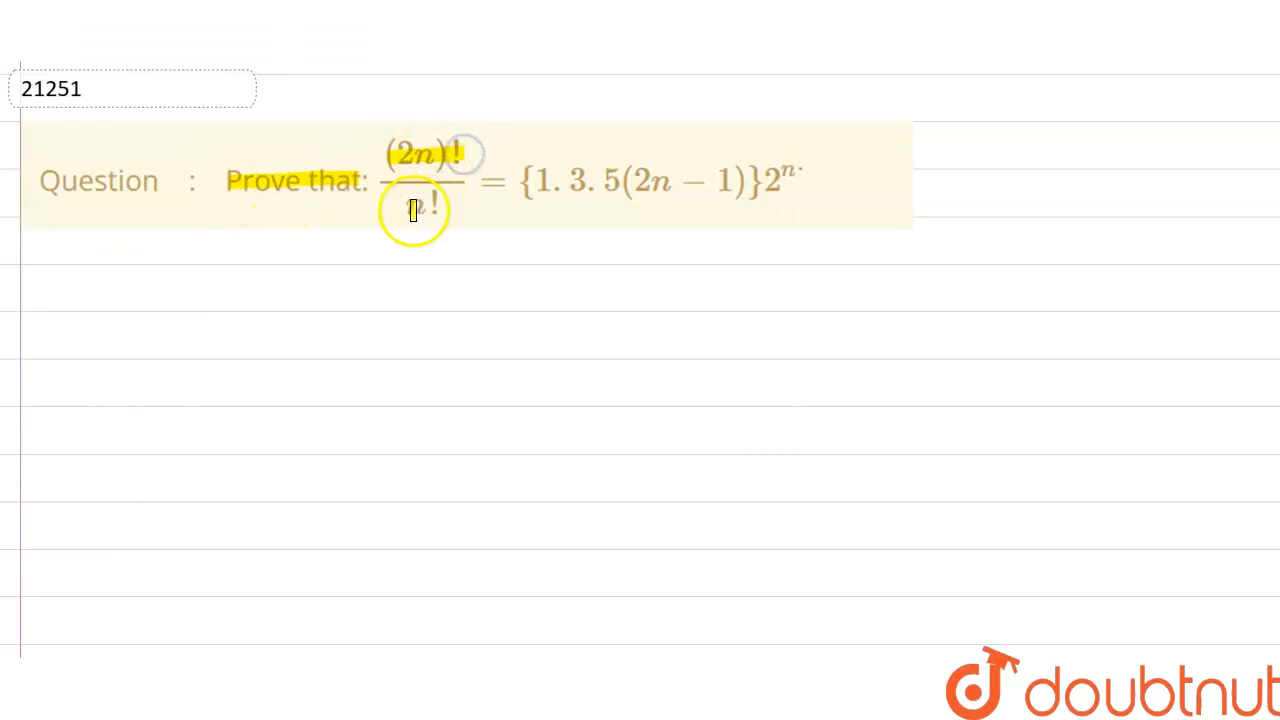 21251
Question : Prove that: (2n)!/n! = {1. 3. 5(2n − 1)}2^n.
doubtnut